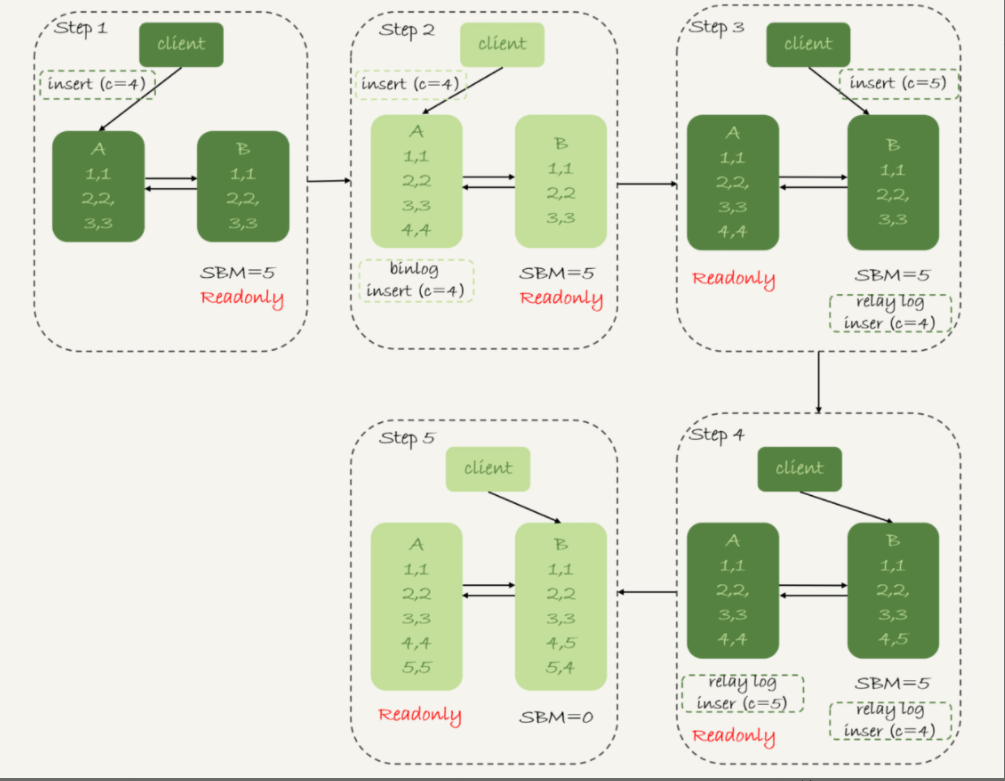 Step 1
client
insert (c=4)
A
1,1
2,2,
3,3
B
1,1
2,2,
3,3
SBM=5
Readonly
Step 2
client
insert (c=4)
A
1,1
2,2
3,3
4,4
B
1,1
2,2
3,3
binlog
insert (c=4)
SBM=5
Readonly
Step 3
client
insert (c=5)
A
1,1
2,2,
3,3
4,4
B
1,1
2,2,
3,3
Readonly
SBM=5
relay log
inser (c=4)
Step 4
client
A
1,1
2,2,
3,3
4,4
B
1,1
2,2,
3,3
4,5
relay log
inser (c=5)
Readonly
SBM=5
relay log
inser (c=4)
Step 5
client
A
1,1
2,2
3,3
4,4
5,5
B
1,1
2,2
3,3
4,5
5,4
Readonly
SBM=0